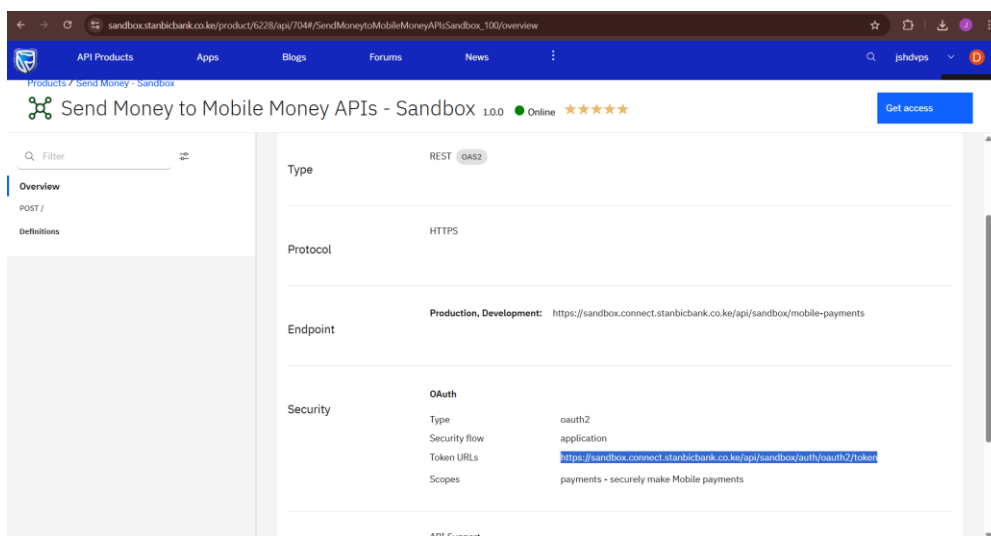 sandbox.stanbicbank.co.ke/product/6228/api/704#/SendMoneytoMobileMoneyAPIsSandbox_100/overview
API Products Apps Blogs Forums News jshdvps D
Products / Send Money - Sandbox
Send Money to Mobile Money APIs - Sandbox 1.0.0 Online Get access
Filter
Overview
POST /
Definitions
Type REST OAS2
Protocol HTTPS
Endpoint Production, Development: https://sandbox.connect.stanbicbank.co.ke/api/sandbox/mobile-payments
Security OAuth
Type oauth2
Security flow application
Token URLs https://sandbox.connect.stanbicbank.co.ke/api/sandbox/auth/oauth2/token
Scopes payments - securely make Mobile payments
API Support